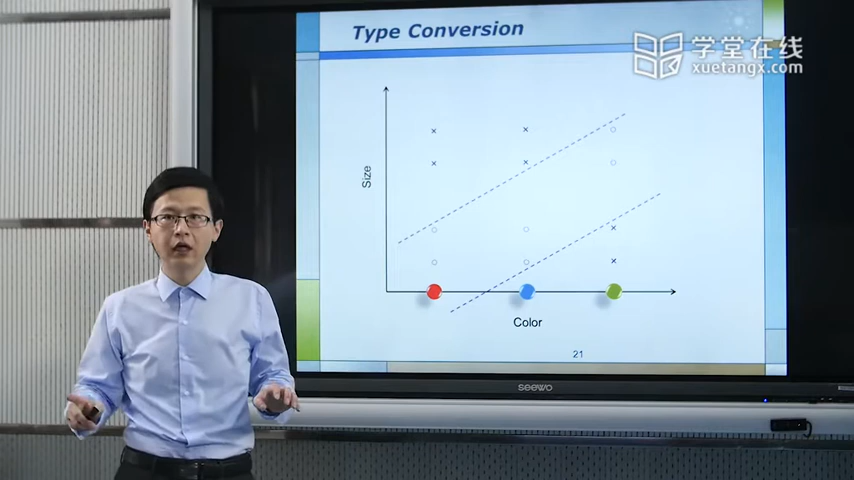 Type Conversion
学堂在线
xuetangx.com
Size
Color
21
seewo